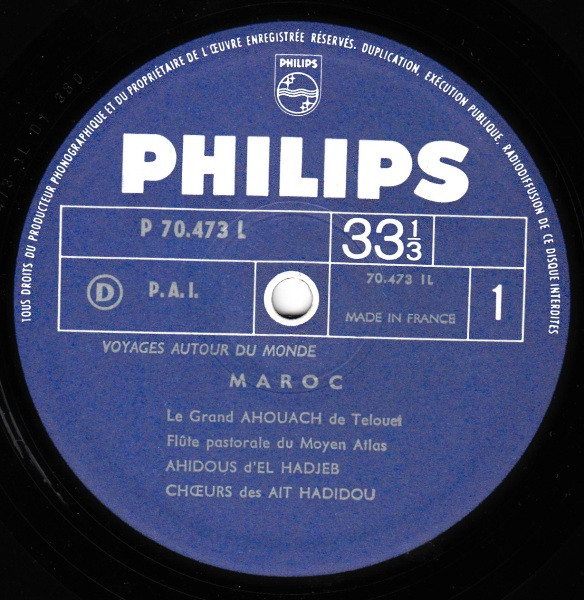 TOUS DROITS DU PRODUCTEUR PHONOGRAPHIQUE ET DU PROPRIÉTAIRE DE L'ŒUVRE ENREGISTRÉE RÉSERVÉS. DUPLICATION, EXÉCUTION PUBLIQUE, RADIODIFFUSION DE CE DISQUE INTERDITES
PHILIPS
PHILIPS
P 70.473 L
33 1/3
D
P.A.I.
70.473 1L
MADE IN FRANCE
1
VOYAGES AUTOUR DU MONDE
MAROC
Le Grand AHOUACH de Telouet
Flûte pastorale du Moyen Atlas
AHIDOUS d'EL HADJEB
CHŒURS des AIT HADIDOU